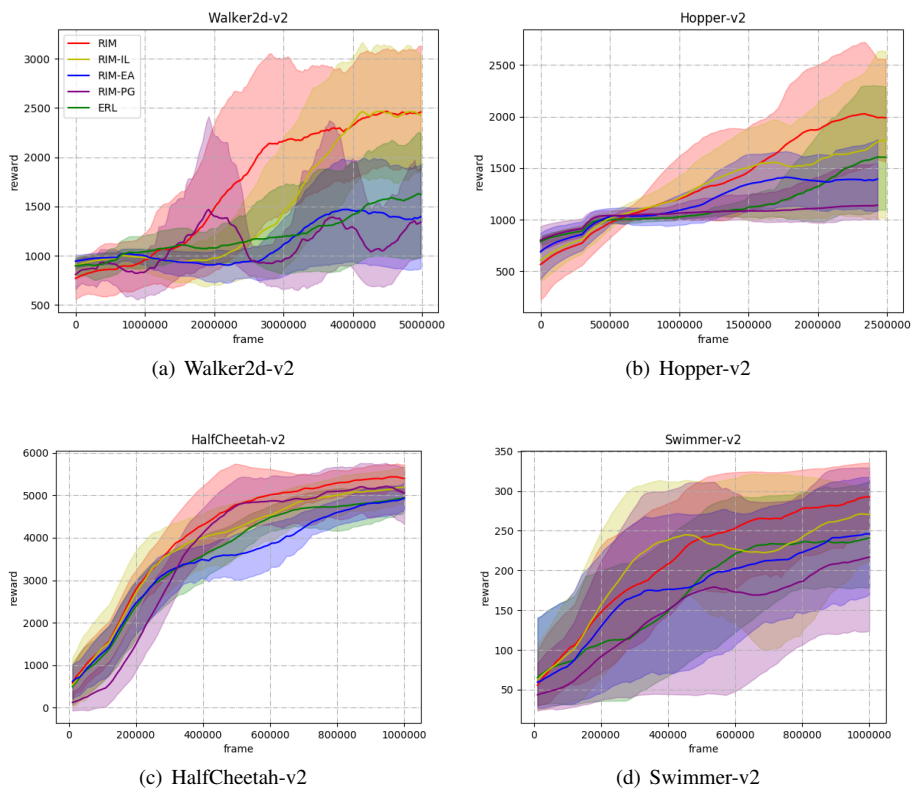 Walker2d-v2
3000
2500
2000
1500
1000
500
reward
RIM
RIM-IL
RIM-EA
RIM-PG
ERL
0 1000000 2000000 3000000 4000000 5000000
frame
(a) Walker2d-v2
Hopper-v2
2500
2000
1500
1000
500
reward
0 500000 1000000 1500000 2000000 2500000
frame
(b) Hopper-v2
HalfCheetah-v2
6000
5000
4000
3000
2000
1000
0
reward
0 200000 400000 600000 800000 1000000
frame
(c) HalfCheetah-v2
Swimmer-v2
350
300
250
200
150
100
50
reward
0 200000 400000 600000 800000 1000000
frame
(d) Swimmer-v2